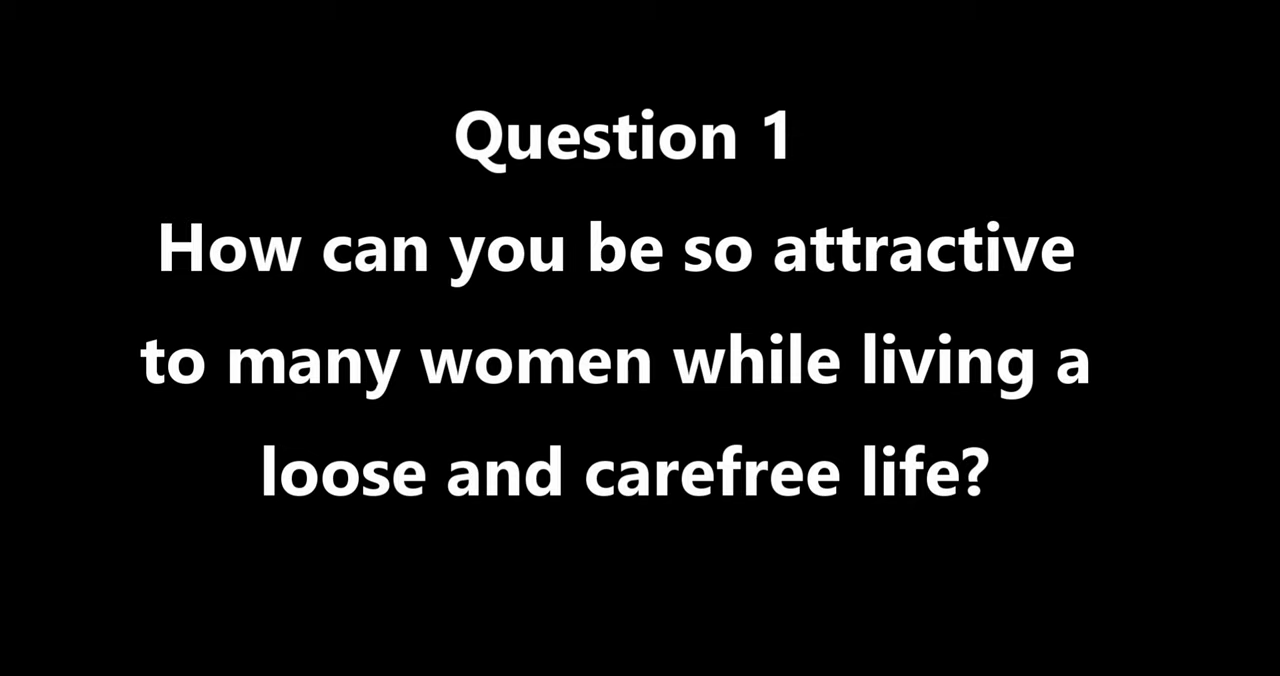 Question 1
How can you be so attractive
to many women while living a
loose and carefree life?